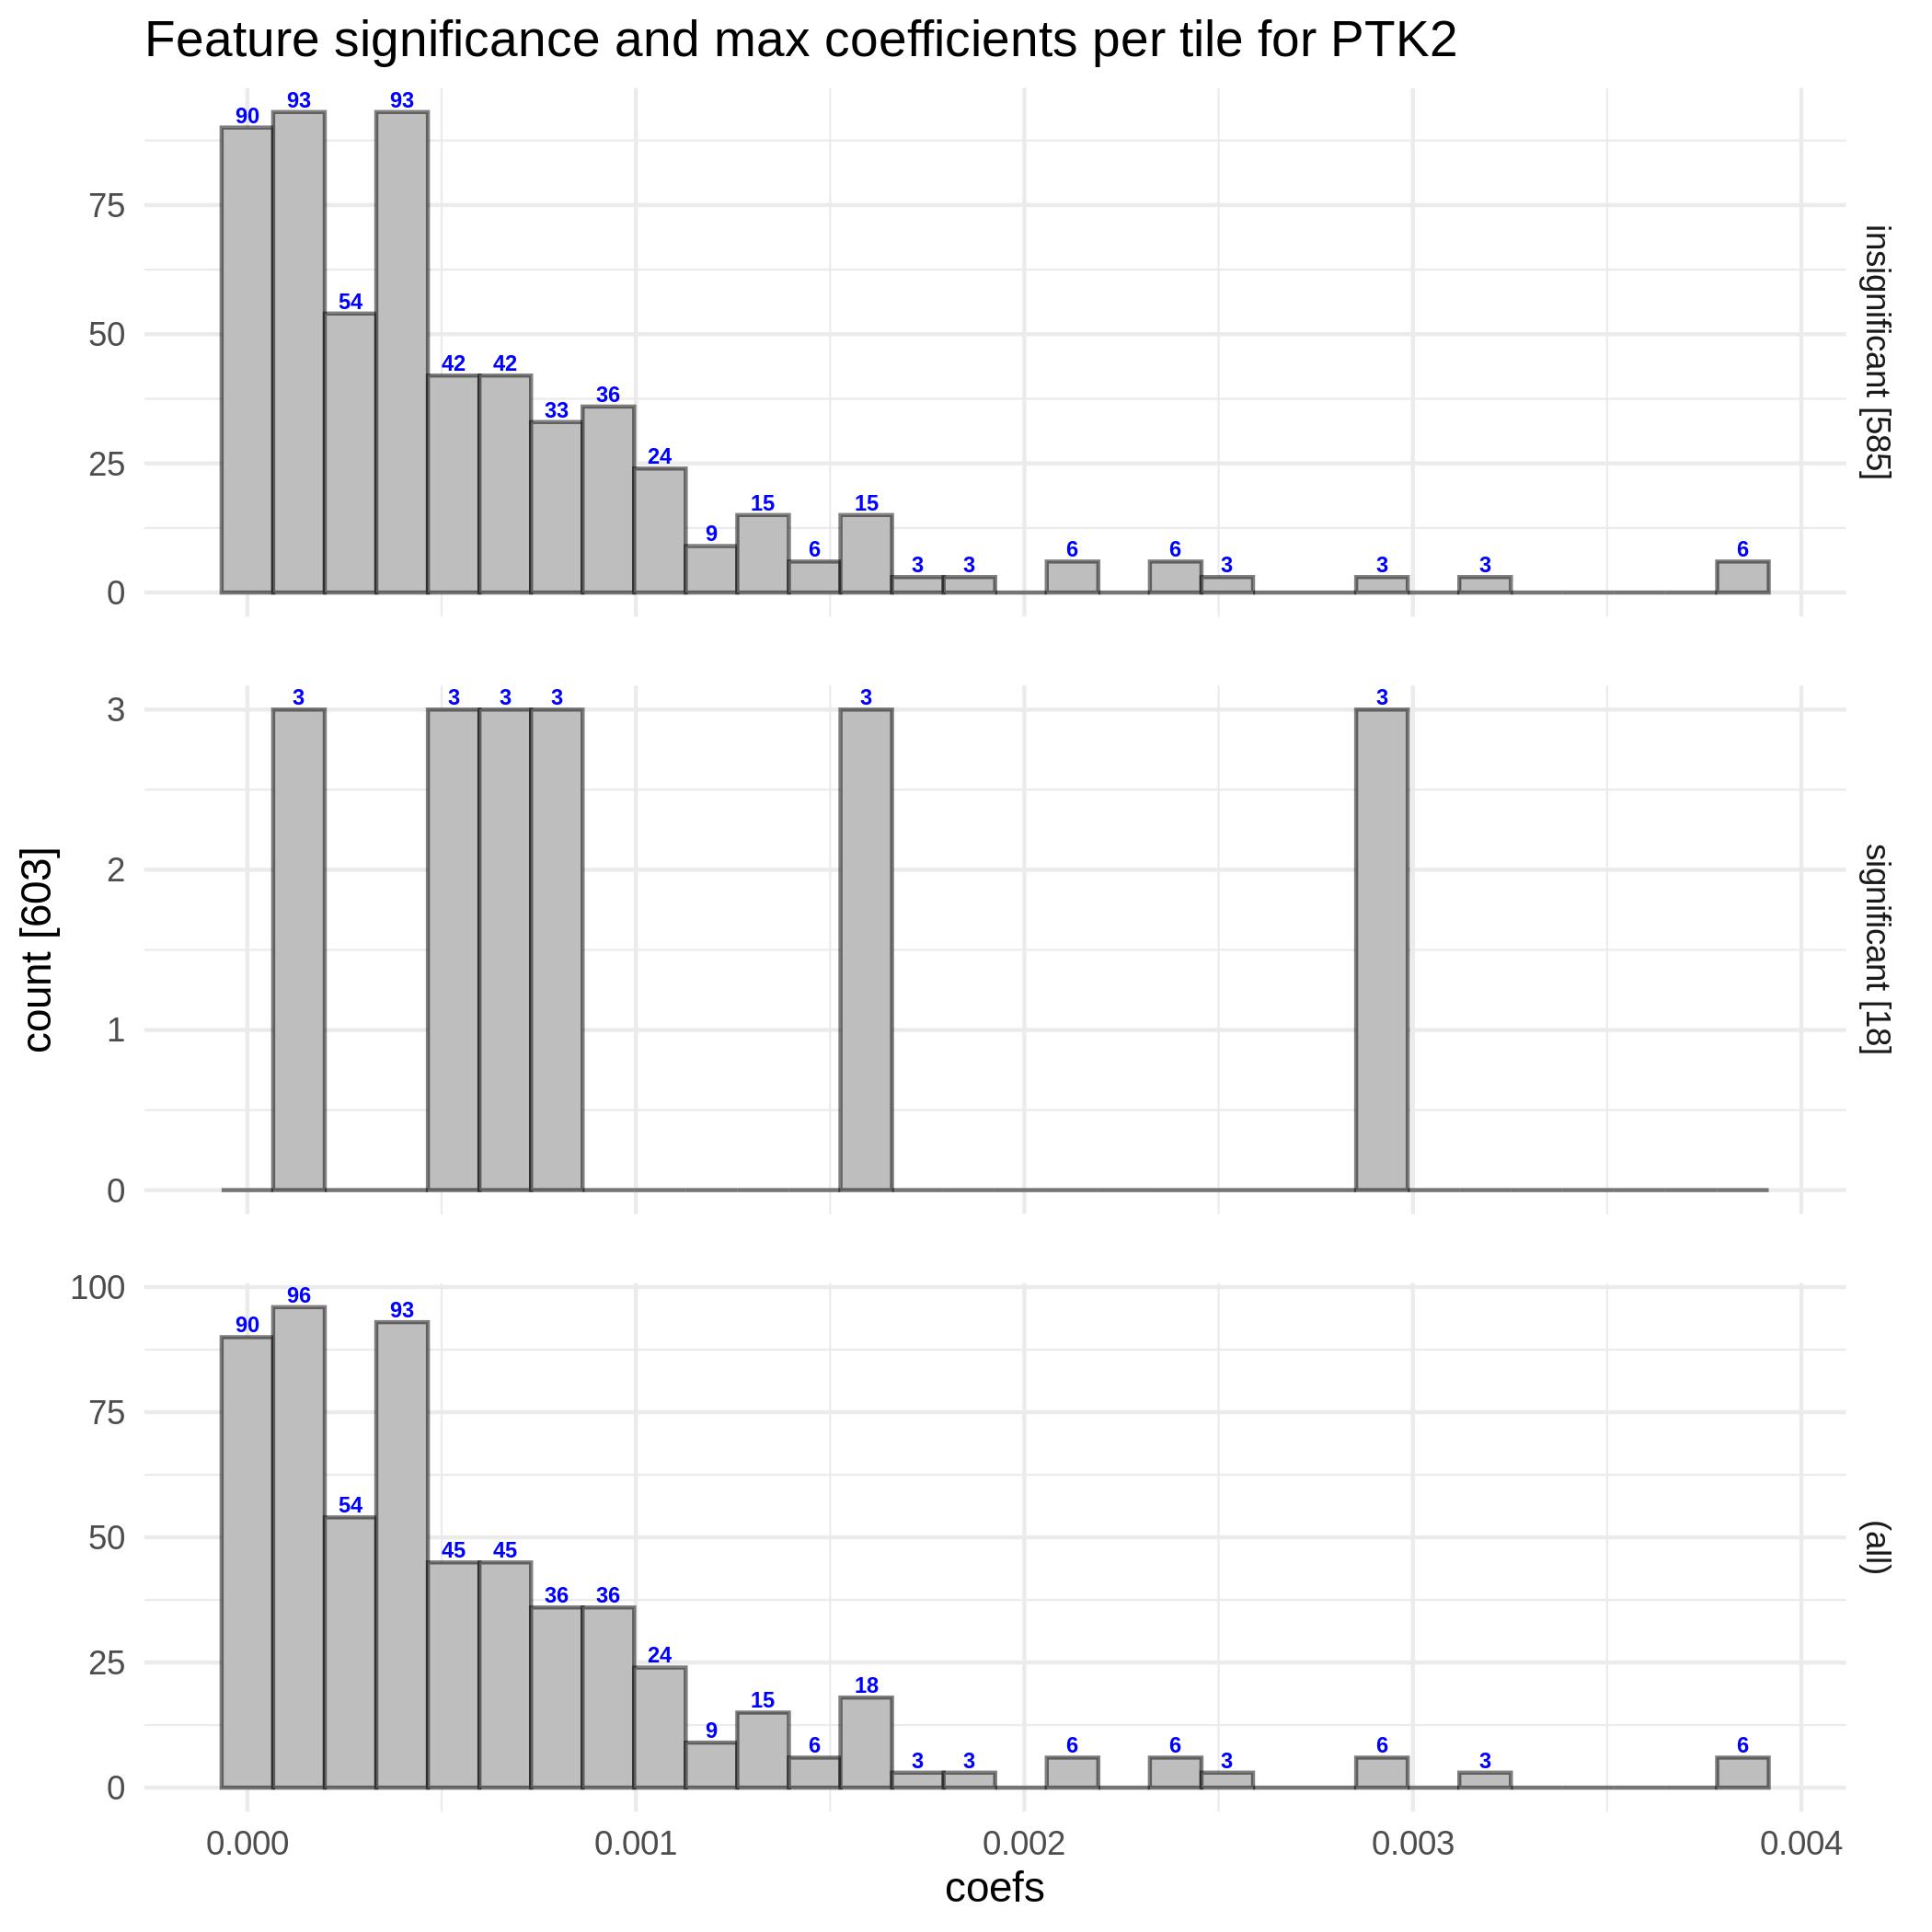 Feature significance and max coefficients per tile for PTK2
90 93 54 93 42 42 33 36 24 9 15 6 15 3 3 6 6 3 3 3 6
75
50
25
0
insignificant [585]
3 3 3 3 3 3
3
2
1
0
significant [18]
count [603]
90 96 54 93 45 45 36 36 24 9 15 6 18 3 3 6 6 3 6 3 6
100
75
50
25
0
(all)
0.000 0.001 0.002 0.003 0.004
coefs